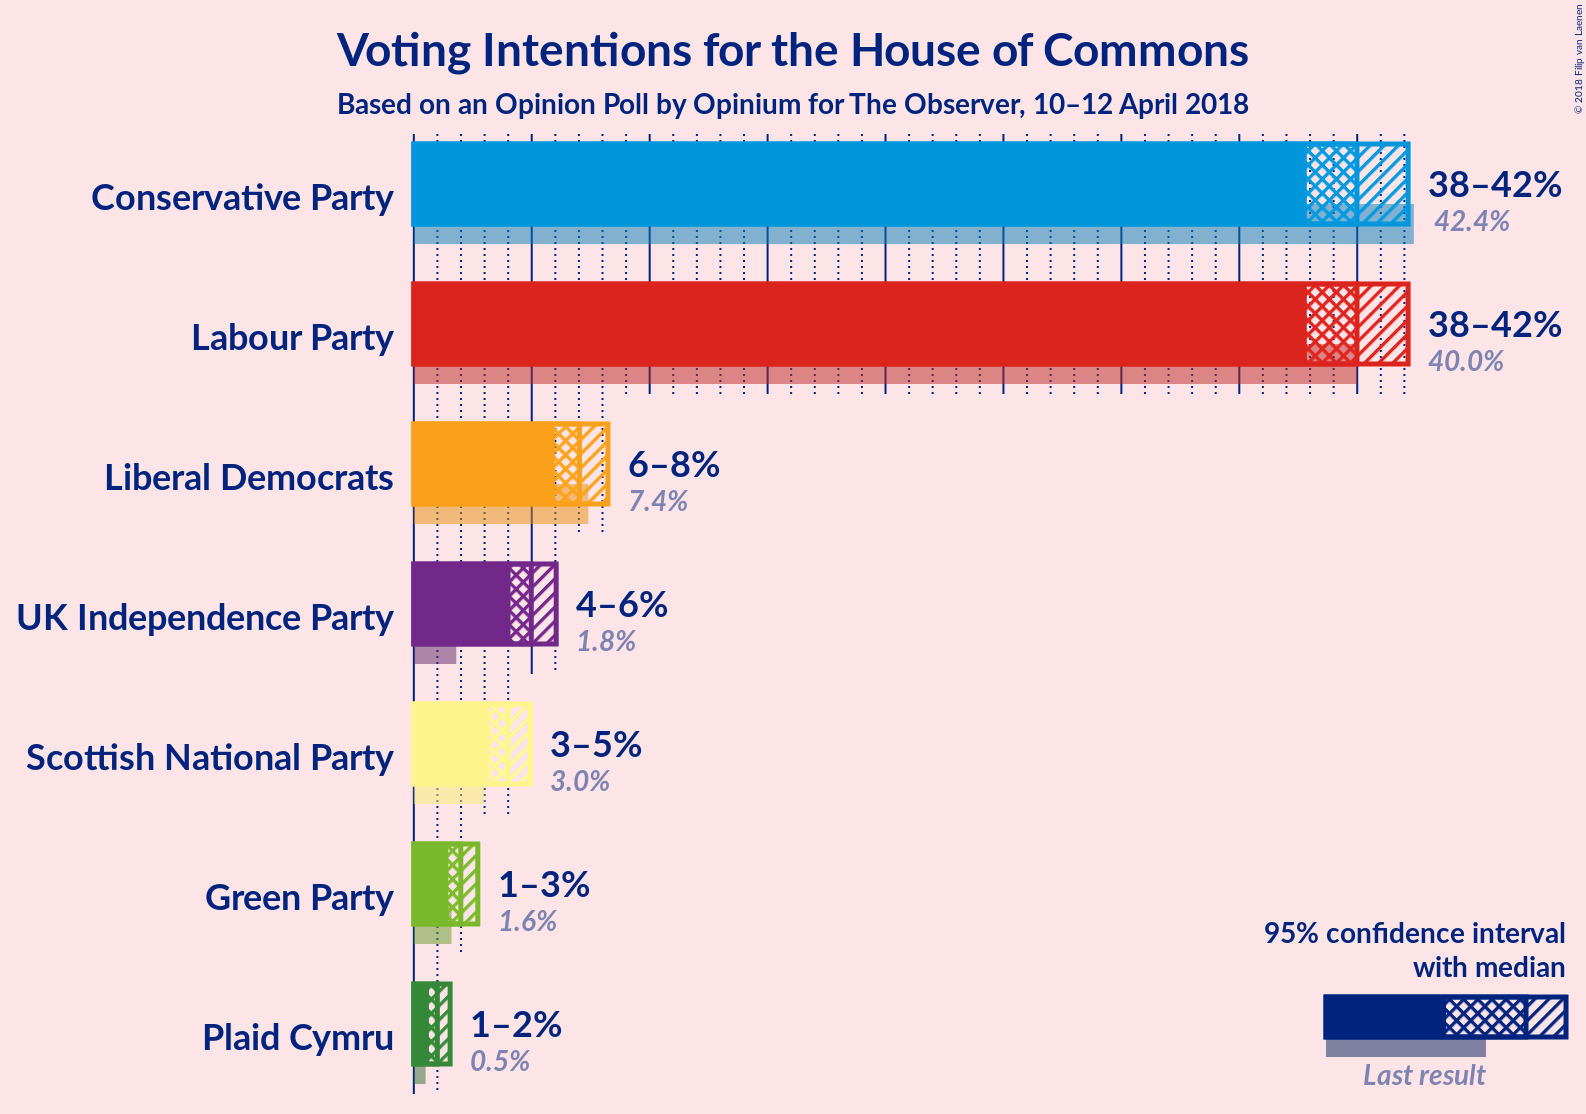 Voting Intentions for the House of Commons
Based on an Opinion Poll by Opinium for The Observer, 10–12 April 2018
© 2018 Filip van Laenen
Conservative Party
38–42%
42.4%
Labour Party
38–42%
40.0%
Liberal Democrats
6–8%
7.4%
UK Independence Party
4–6%
1.8%
Scottish National Party
3–5%
3.0%
Green Party
1–3%
1.6%
Plaid Cymru
1–2%
0.5%
95% confidence interval
with median
Last result